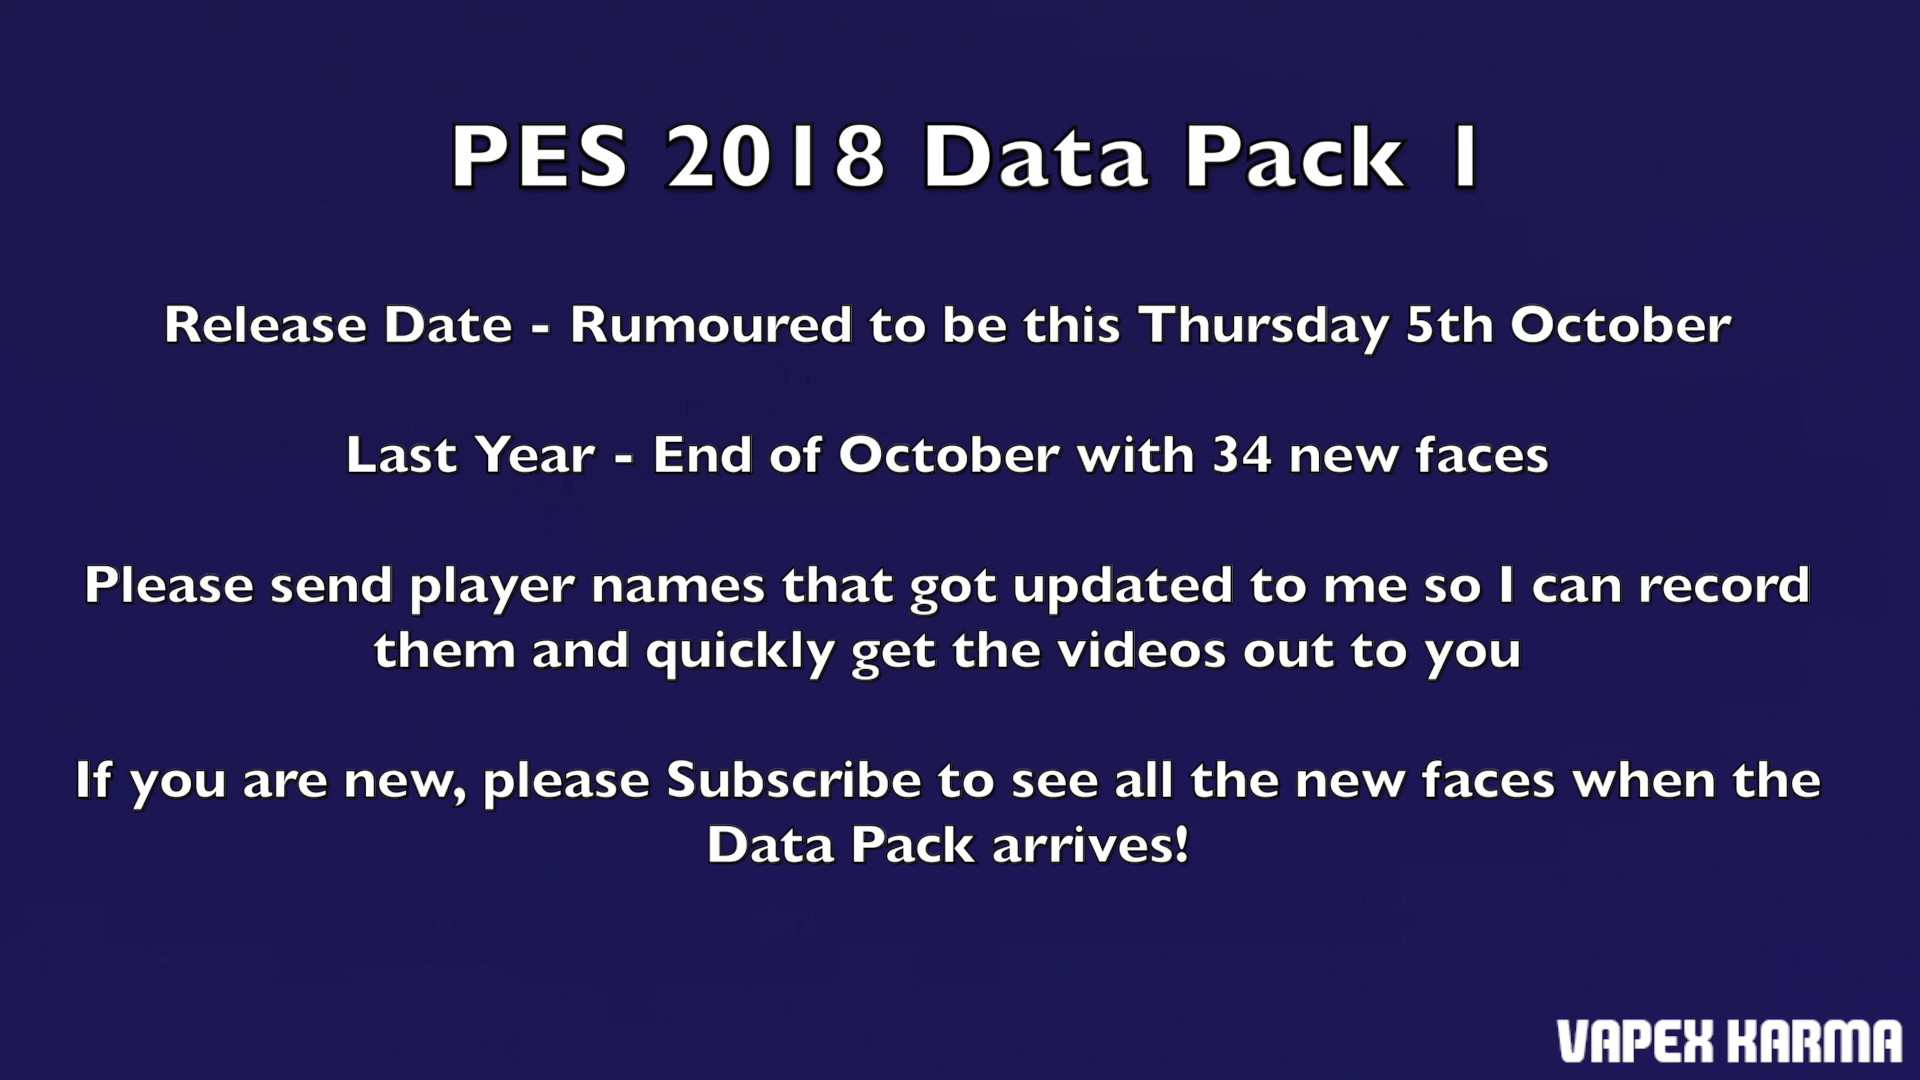 PES 2018 Data Pack 1
Release Date - Rumoured to be this Thursday 5th October
Last Year - End of October with 34 new faces
Please send player names that got updated to me so I can record
them and quickly get the videos out to you
If you are new, please Subscribe to see all the new faces when the
Data Pack arrives!
VAPEX KARMA